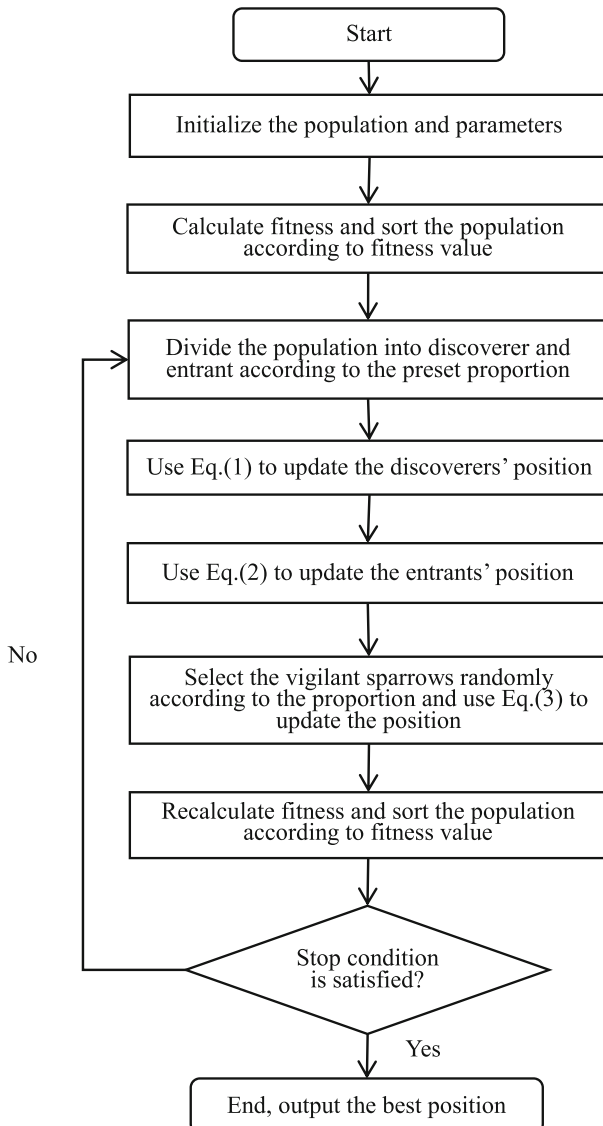 Start
Initialize the population and parameters
Calculate fitness and sort the population
according to fitness value
Divide the population into discoverer and
entrant according to the preset proportion
Use Eq.(1) to update the discoverers’ position
Use Eq.(2) to update the entrants’ position
No
Select the vigilant sparrows randomly
according to the proportion and use Eq.(3) to
update the position
Recalculate fitness and sort the population
according to fitness value
Stop condition
is satisfied?
Yes
End, output the best position